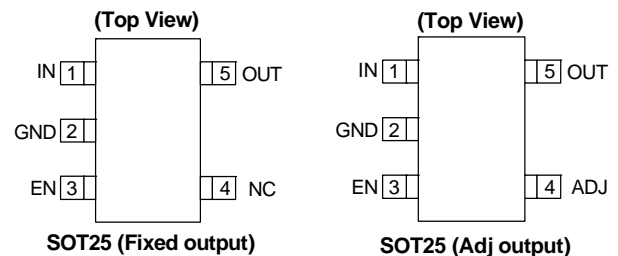 (Top View)
IN 1
5 OUT
GND 2
EN 3
4 NC
SOT25 (Fixed output)
(Top View)
IN 1
5 OUT
GND 2
EN 3
4 ADJ
SOT25 (Adj output)